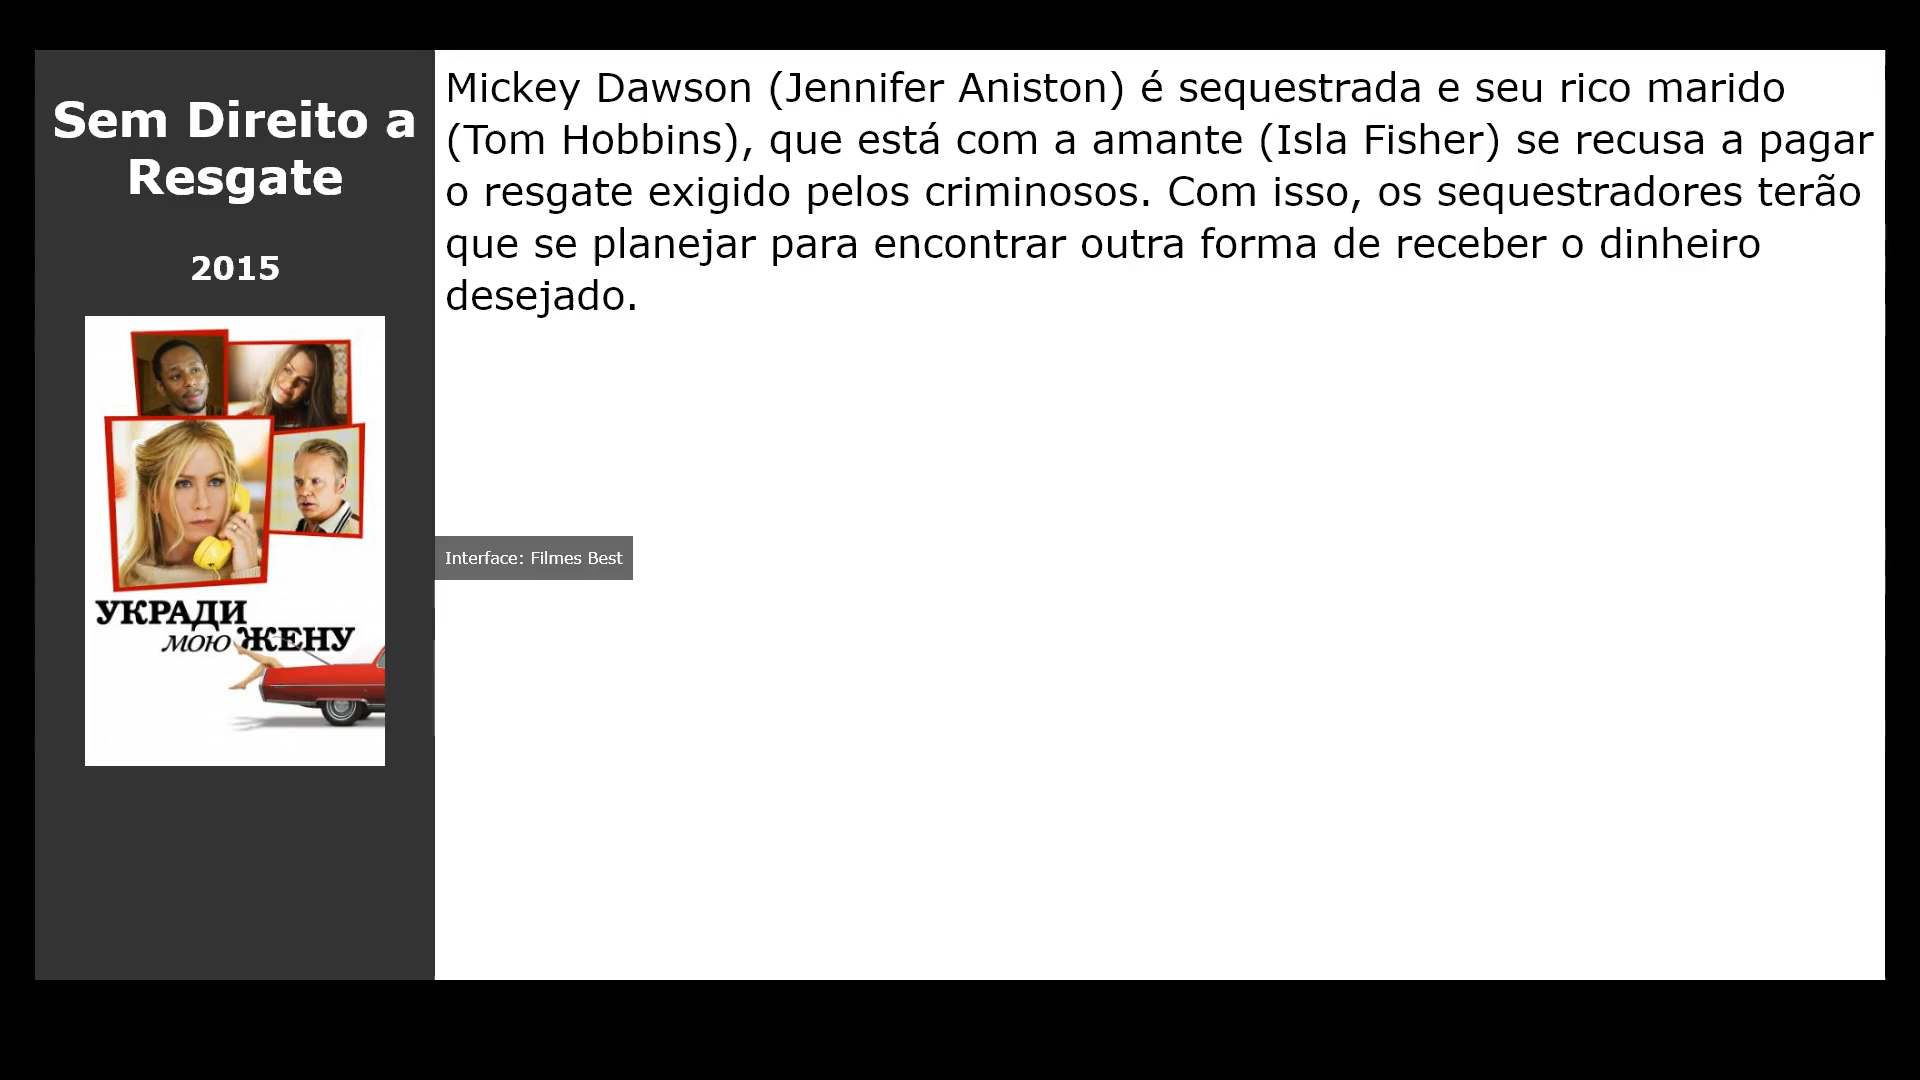 Sem Direito a
Resgate
2015
УКРАДИ
МОЮ ЖЕНУ
Mickey Dawson (Jennifer Aniston) é sequestrada e seu rico marido
(Tom Hobbins), que está com a amante (Isla Fisher) se recusa a pagar
o resgate exigido pelos criminosos. Com isso, os sequestradores terão
que se planejar para encontrar outra forma de receber o dinheiro
desejado.
Interface: Filmes Best